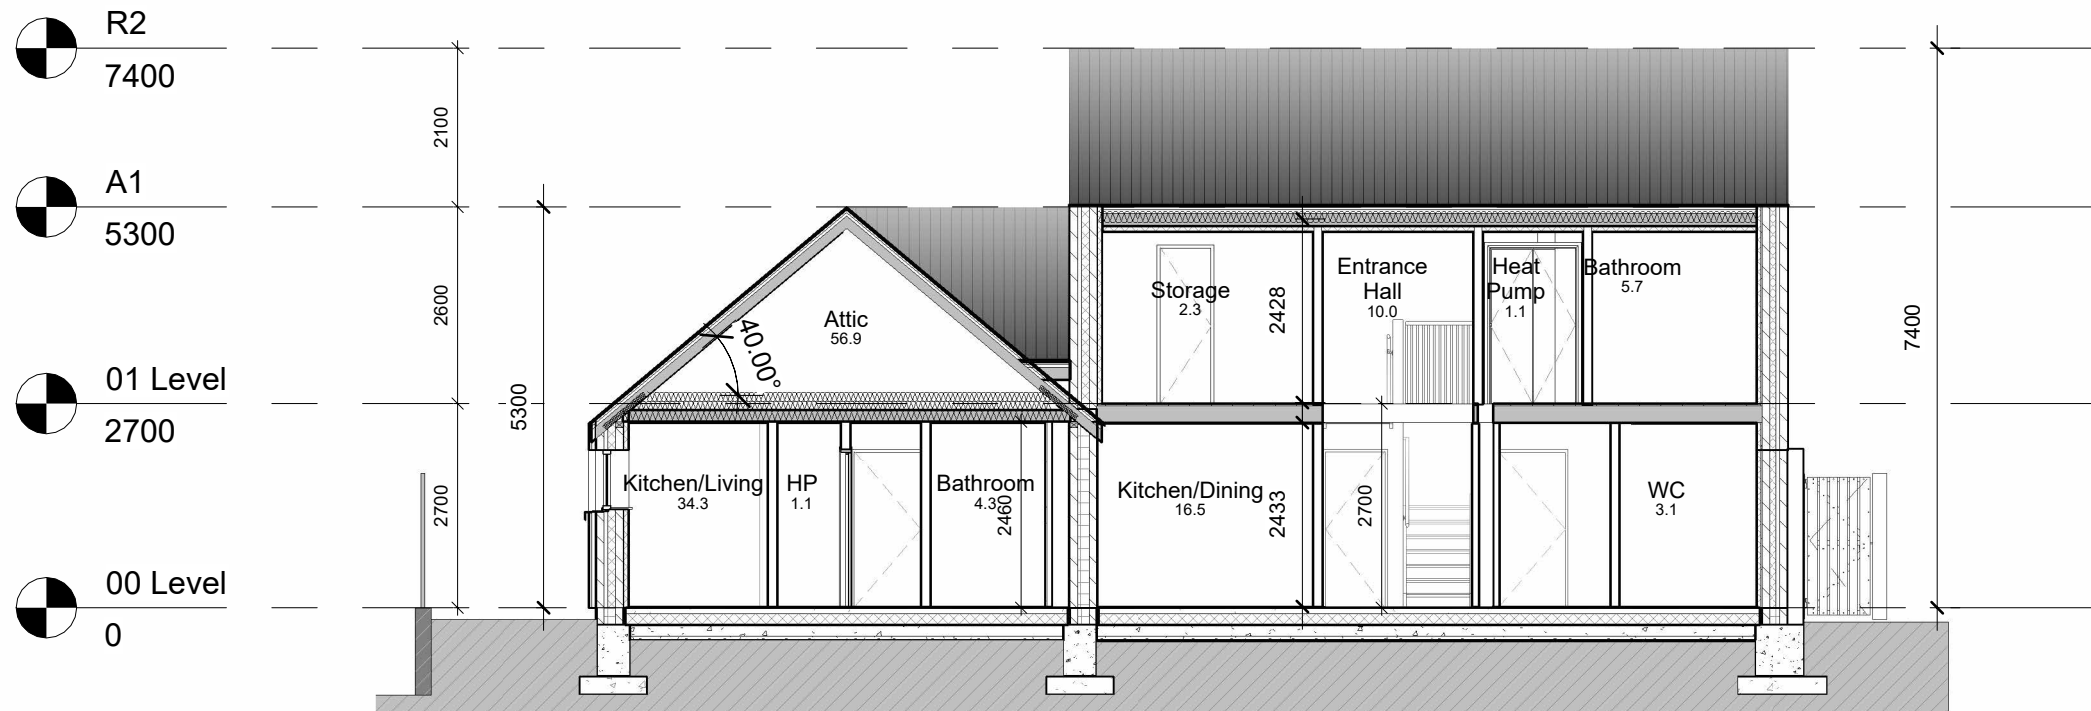 R2
7400
A1
5300
01 Level
2700
00 Level
0
2100
2600
2700
5300
Attic
56.9
40.00°
Kitchen/Living
34.3
HP
1.1
Bathroom
4.3
2460
Storage
2.3
2428
Entrance
Hall
10.0
Heat
Pump
1.1
Bathroom
5.7
Kitchen/Dining
16.5
2433
2700
WC
3.1
7400